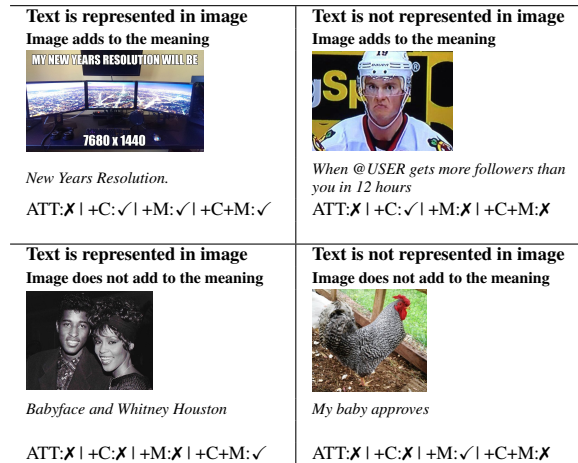 Text is represented in image
Image adds to the meaning
MY NEW YEARS RESOLUTION WILL BE
7680 x 1440
New Years Resolution.
ATT:✗ | +C:✓ | +M:✓ | +C+M:✓
Text is not represented in image
Image adds to the meaning
19
When @USER gets more followers than
you in 12 hours
ATT:✗ | +C:✓ | +M:✗ | +C+M:✗
Text is represented in image
Image does not add to the meaning
Babyface and Whitney Houston
ATT:✗ | +C:✗ | +M:✗ | +C+M:✓
Text is not represented in image
Image does not add to the meaning
My baby approves
ATT:✗ | +C:✗ | +M:✓ | +C+M:✗